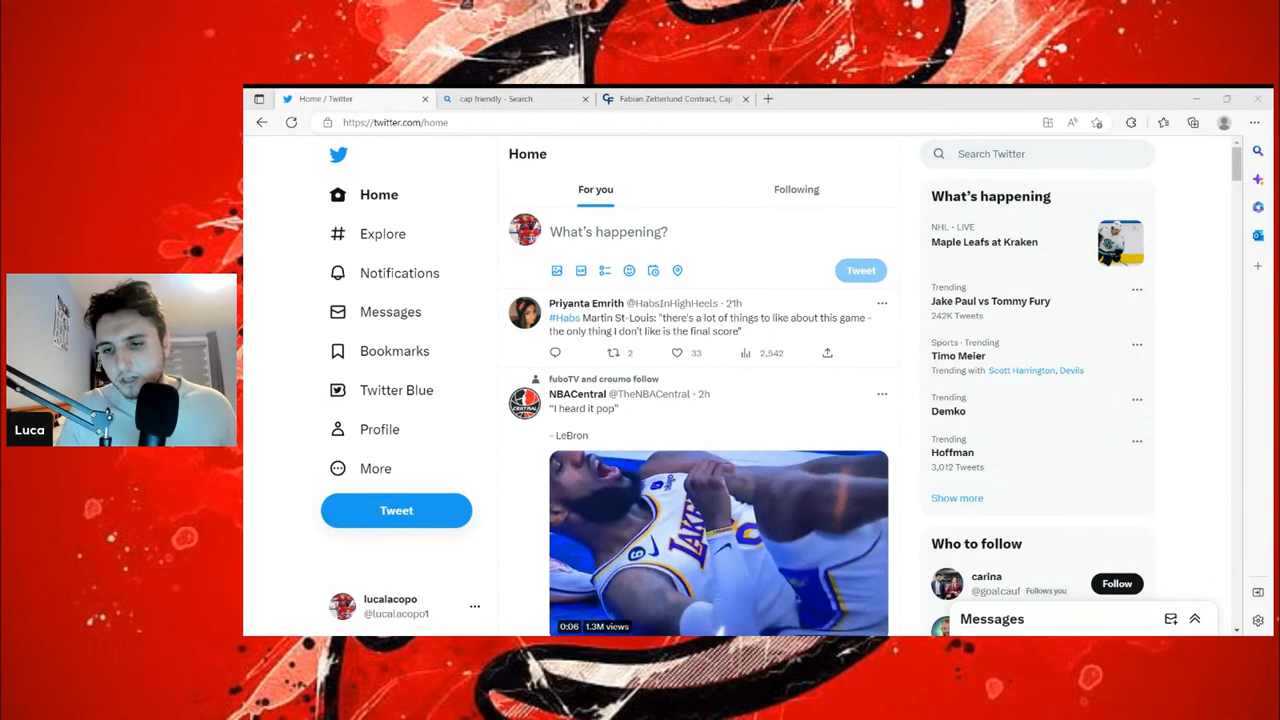 Home / Twitter
cap friendly - Search
Fabian Zetterlund Contract, Cap
https://twitter.com/home
Home
Explore
Notifications
Messages
Bookmarks
Twitter Blue
Profile
More
Tweet
lucalacopo
@lucalacopo1
Home
For you
Following
What's happening?
Tweet
Priyanta Emrith @HabsInHighHeels · 21h
#Habs Martin St-Louis: "there's a lot of things to like about this game -
the only thing I don't like is the final score"
2
33
2,542
fuboTV and croumo follow
NBACentral @TheNBACentral · 2h
"I heard it pop"
- LeBron
LAKERS
6
0:06
1.3M views
Search Twitter
What's happening
NHL · LIVE
Maple Leafs at Kraken
Trending
Jake Paul vs Tommy Fury
242K Tweets
Sports · Trending
Timo Meier
Trending with Scott Harrington, Devils
Trending
Demko
Trending
Hoffman
3,012 Tweets
Show more
Who to follow
carina
@goalcauf Follows you
Follow
Messages
Luca